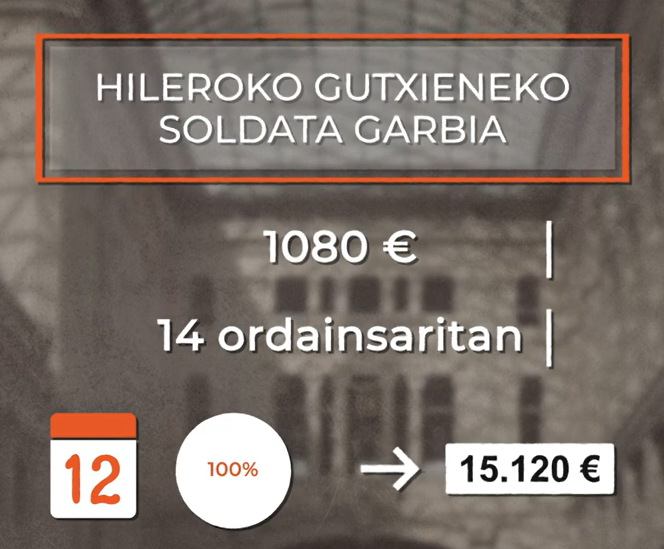 HILEROKO GUTXIENEKO
SOLDATA GARBIA
1080 €
14 ordainsaritan
12
100%
15.120 €